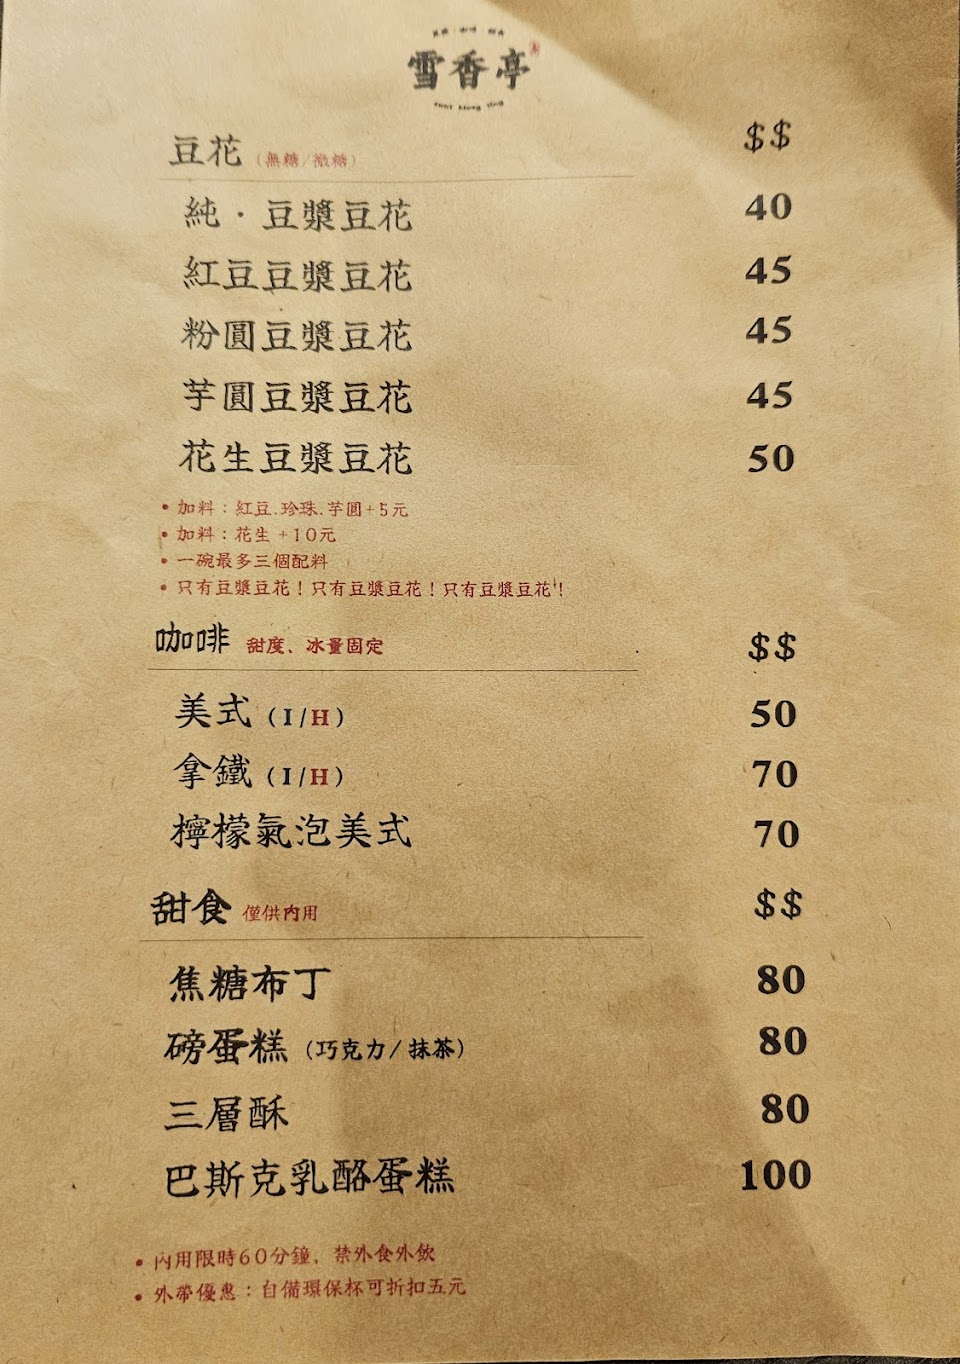 雪香亭
豆花 (無糖/微糖) $$
純·豆漿豆花 40
紅豆豆漿豆花 45
粉圓豆漿豆花 45
芋圓豆漿豆花 45
花生豆漿豆花 50
• 加料：紅豆.珍珠.芋圓+5元
• 加料：花生 +10元
• 一碗最多三個配料
• 只有豆漿豆花！只有豆漿豆花！只有豆漿豆花！
咖啡 甜度、冰量固定 $$
美式 (I/H) 50
拿鐵 (I/H) 70
檸檬氣泡美式 70
甜食 僅供內用 $$
焦糖布丁 80
磅蛋糕 (巧克力/抹茶) 80
三層酥 80
巴斯克乳酪蛋糕 100
• 內用限時60分鐘，禁外食外飲
• 外帶優惠：自備環保杯可折扣五元